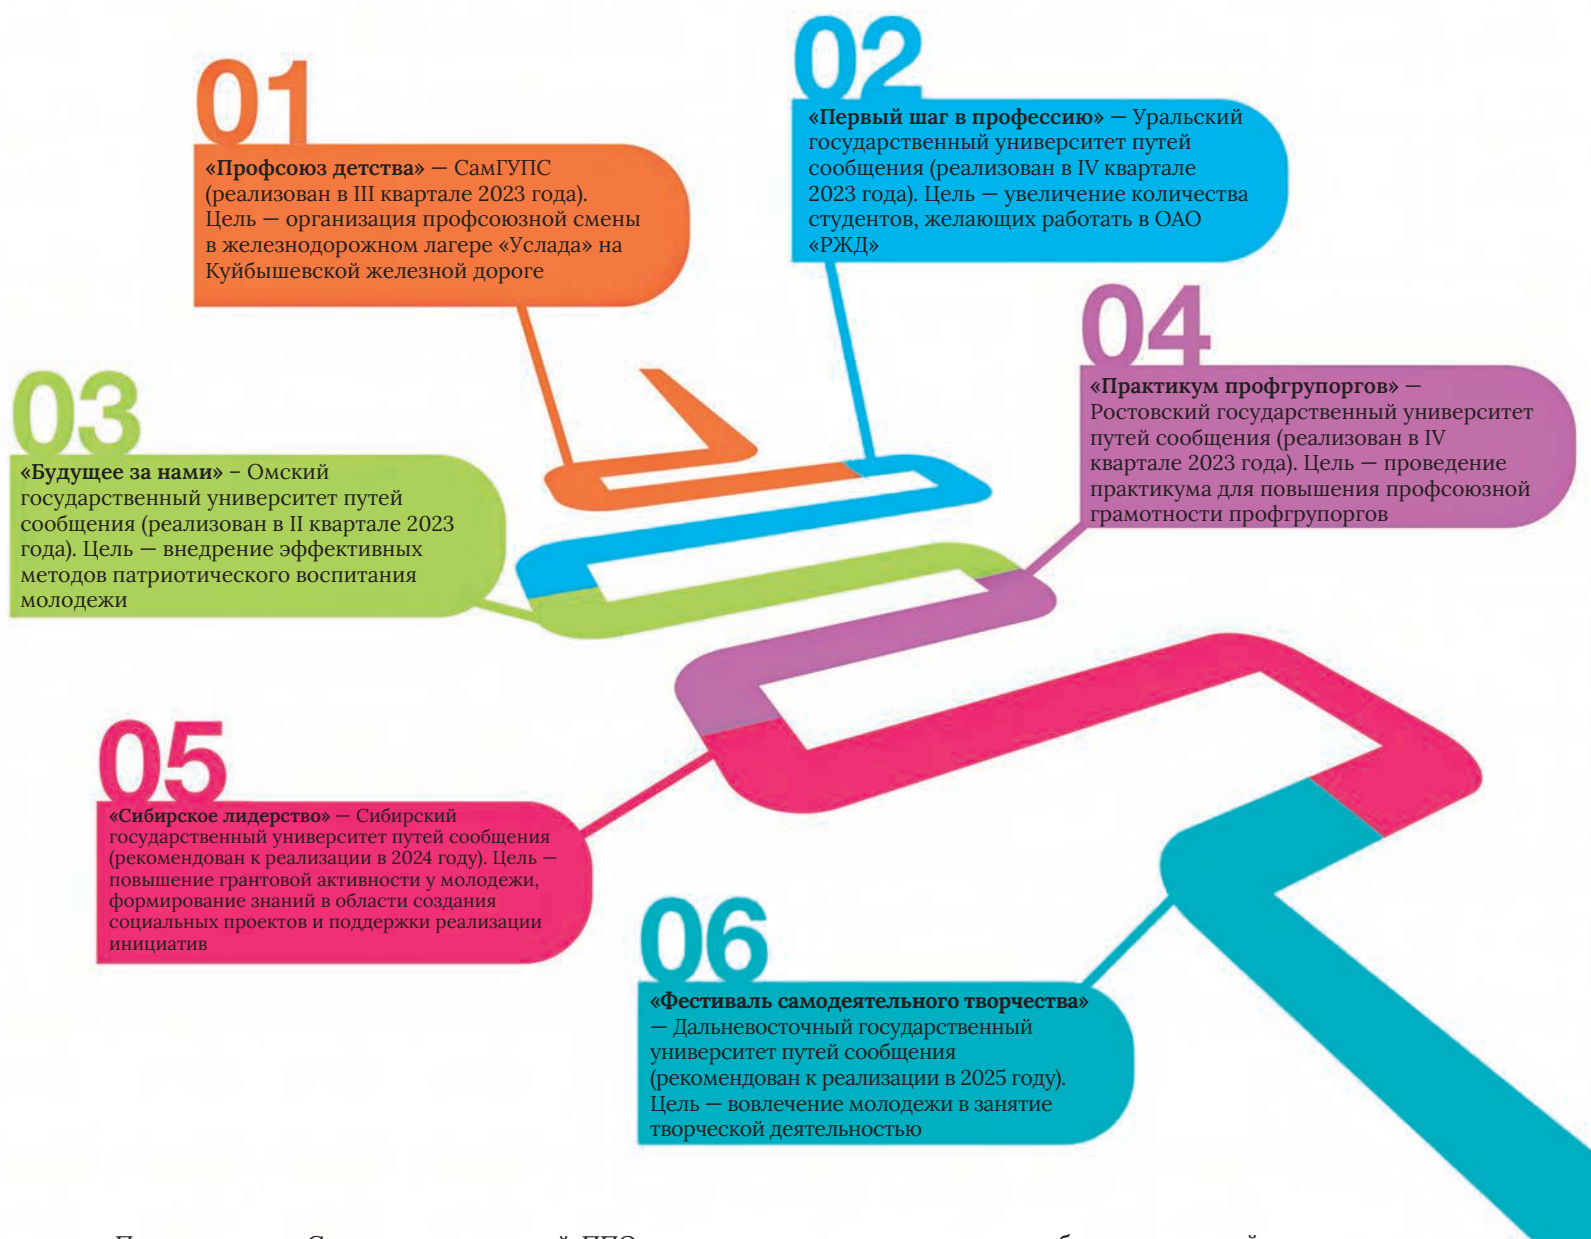 01
«Профсоюз детства» — СамГУПС
(реализован в III квартале 2023 года).
Цель — организация профсоюзной смены
в железнодорожном лагере «Услада» на
Куйбышевской железной дороге
02
«Первый шаг в профессию» — Уральский
государственный университет путей
сообщения (реализован в IV квартале
2023 года). Цель — увеличение количества
студентов, желающих работать в ОАО
«РЖД»
03
«Будущее за нами» – Омский
государственный университет путей
сообщения (реализован в II квартале 2023
года). Цель — внедрение эффективных
методов патриотического воспитания
молодежи
04
«Практикум профгрупоргов» —
Ростовский государственный университет
путей сообщения (реализован в IV
квартале 2023 года). Цель — проведение
практикума для повышения профсоюзной
грамотности профгрупоргов
05
«Сибирское лидерство» — Сибирский
государственный университет путей сообщения
(рекомендован к реализации в 2024 году). Цель —
повышение грантовой активности у молодежи,
формирование знаний в области создания
социальных проектов и поддержки реализации
инициатив
06
«Фестиваль самодеятельного творчества»
— Дальневосточный государственный
университет путей сообщения
(рекомендован к реализации в 2025 году).
Цель — вовлечение молодежи в занятие
творческой деятельностью